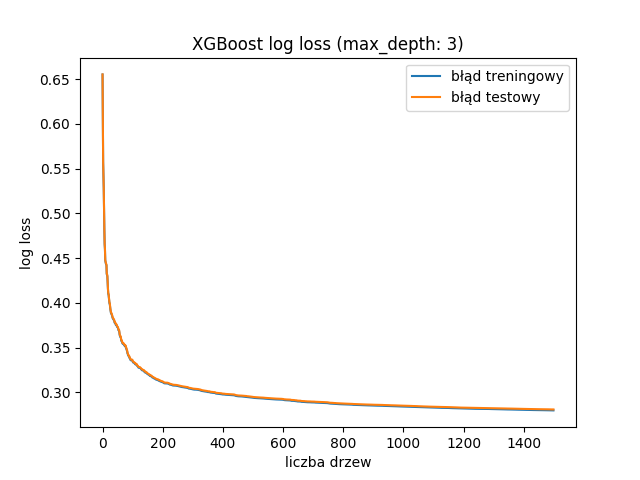 XGBoost log loss (max_depth: 3)
błąd treningowy
błąd testowy
log loss
0.65
0.60
0.55
0.50
0.45
0.40
0.35
0.30
0 200 400 600 800 1000 1200 1400
liczba drzew